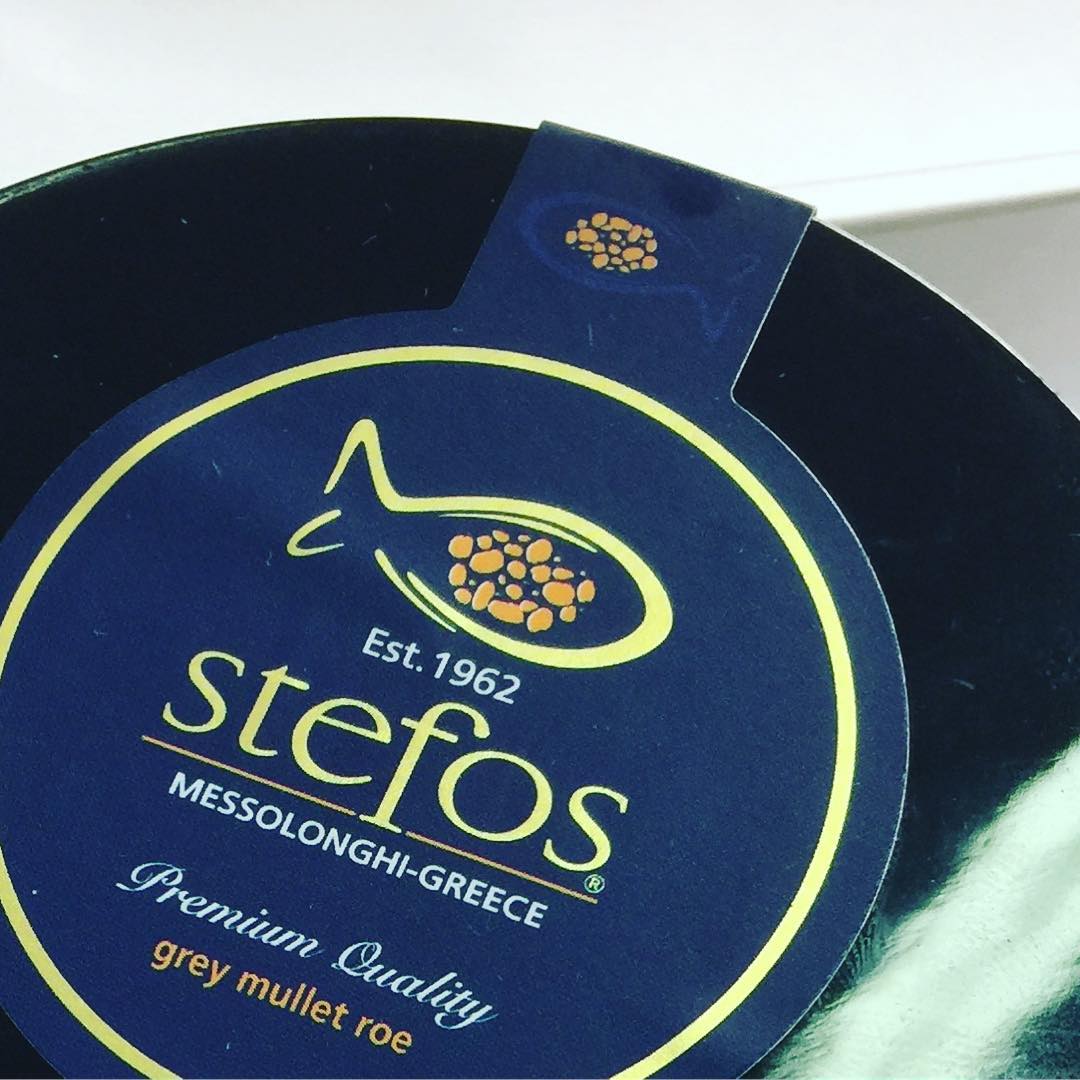 Est. 1962
stefos®
MESSOLONGHI-GREECE
Premium Quality
grey mullet roe